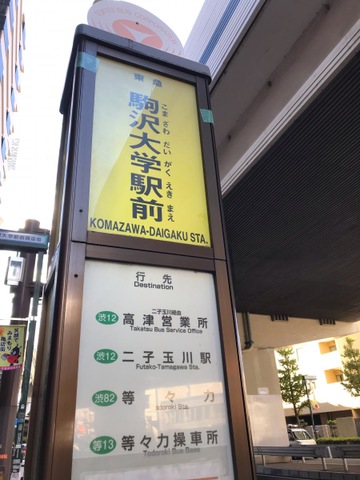 東急
駒沢大学駅前
こまざわだいがくえきまえ
KOMAZAWA-DAIGAKU STA.
行先
Destination
二子玉川経由
渋12 高津営業所
Takatsu Bus Service Office
渋12 二子玉川駅
Futako-Tamagawa Sta.
渋82 等々力
Todoroki Sta.
等13 等々力操車所
Todoroki Bus Base